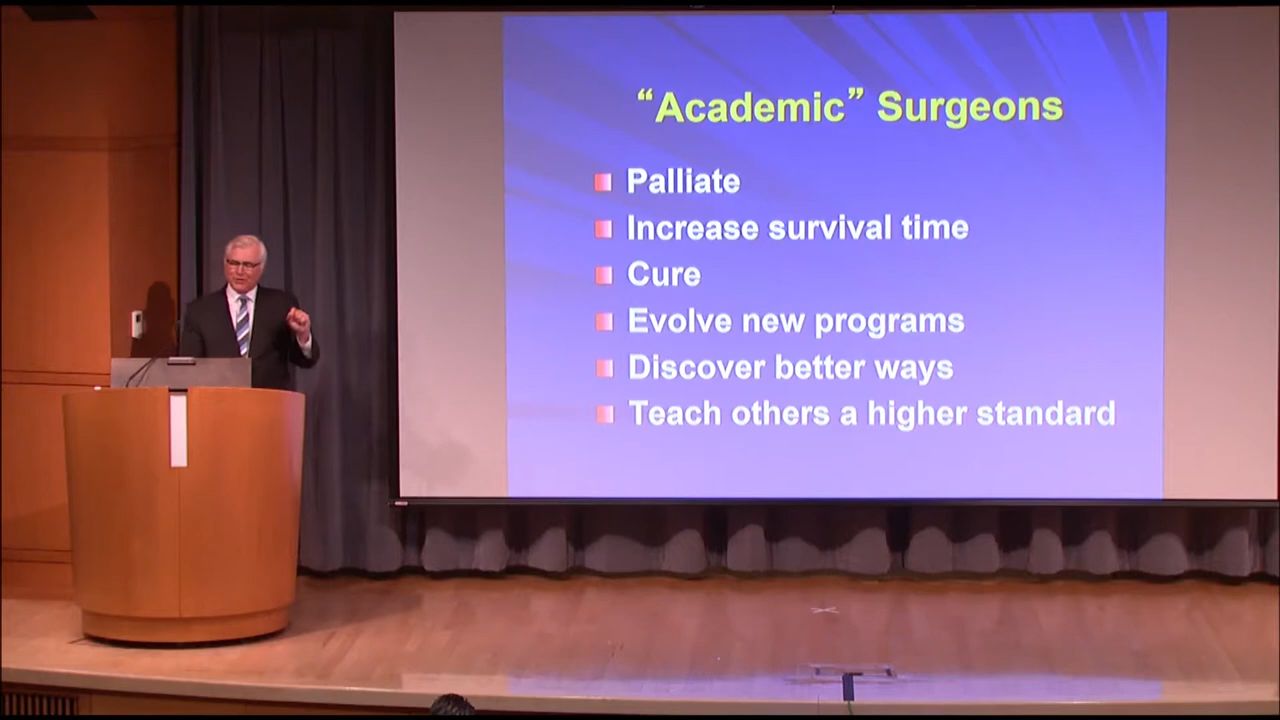 “Academic” Surgeons
Palliate
Increase survival time
Cure
Evolve new programs
Discover better ways
Teach others a higher standard